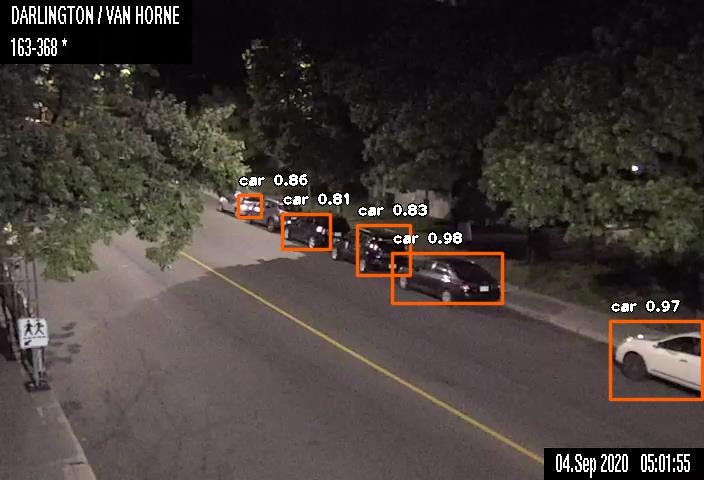 DARLINGTON / VAN HORNE
163-368 *
car 0.86
car 0.81
car 0.83
car 0.98
car 0.97
04.Sep 2020 05:01:55